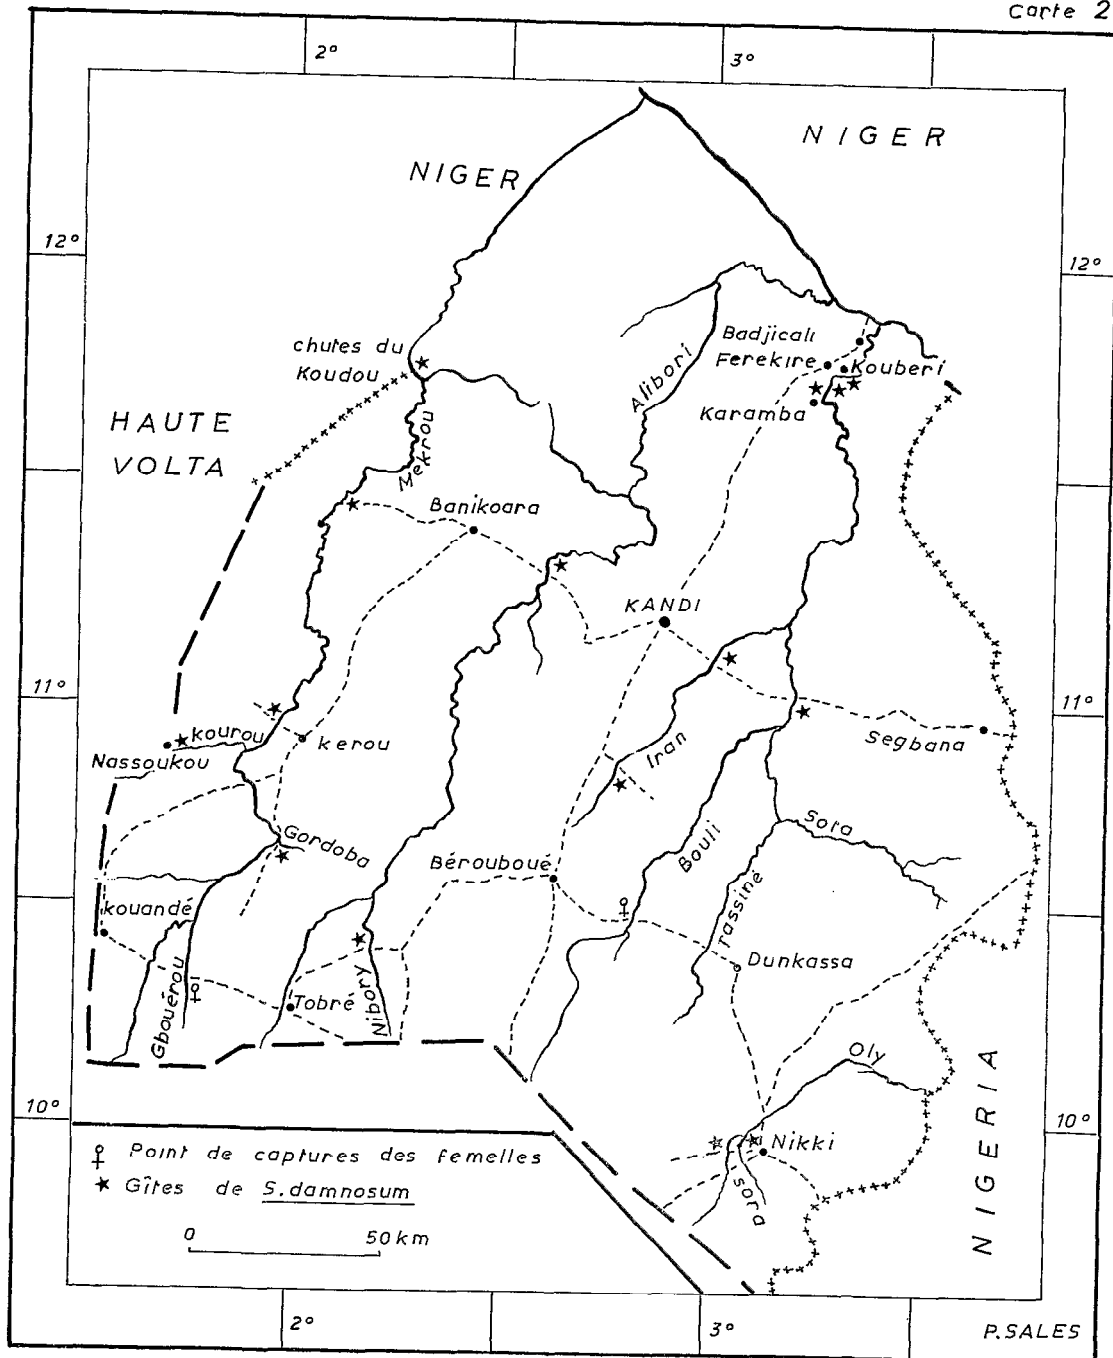 Carte 2
2°
3°
NIGER
NIGER
12°
12°
chutes du
Koudou
Badjicali
Ferekire
Kouberi
Alibori
Karamba
HAUTE
VOLTA
Mekrou
Banikoara
KANDI
11°
11°
kourou
Nassoukou
kerou
Iran
Segbana
Gordoba
Bérouboué
Bouli
Sota
Tassiné
kouandé
Gbouérou
Tobré
Nibory
Dunkassa
Oly
10°
10°
Nikki
sora
NIGERIA
Point de captures des femelles
Gîtes de S.damnosum
0 50 km
2°
3°
P.SALES